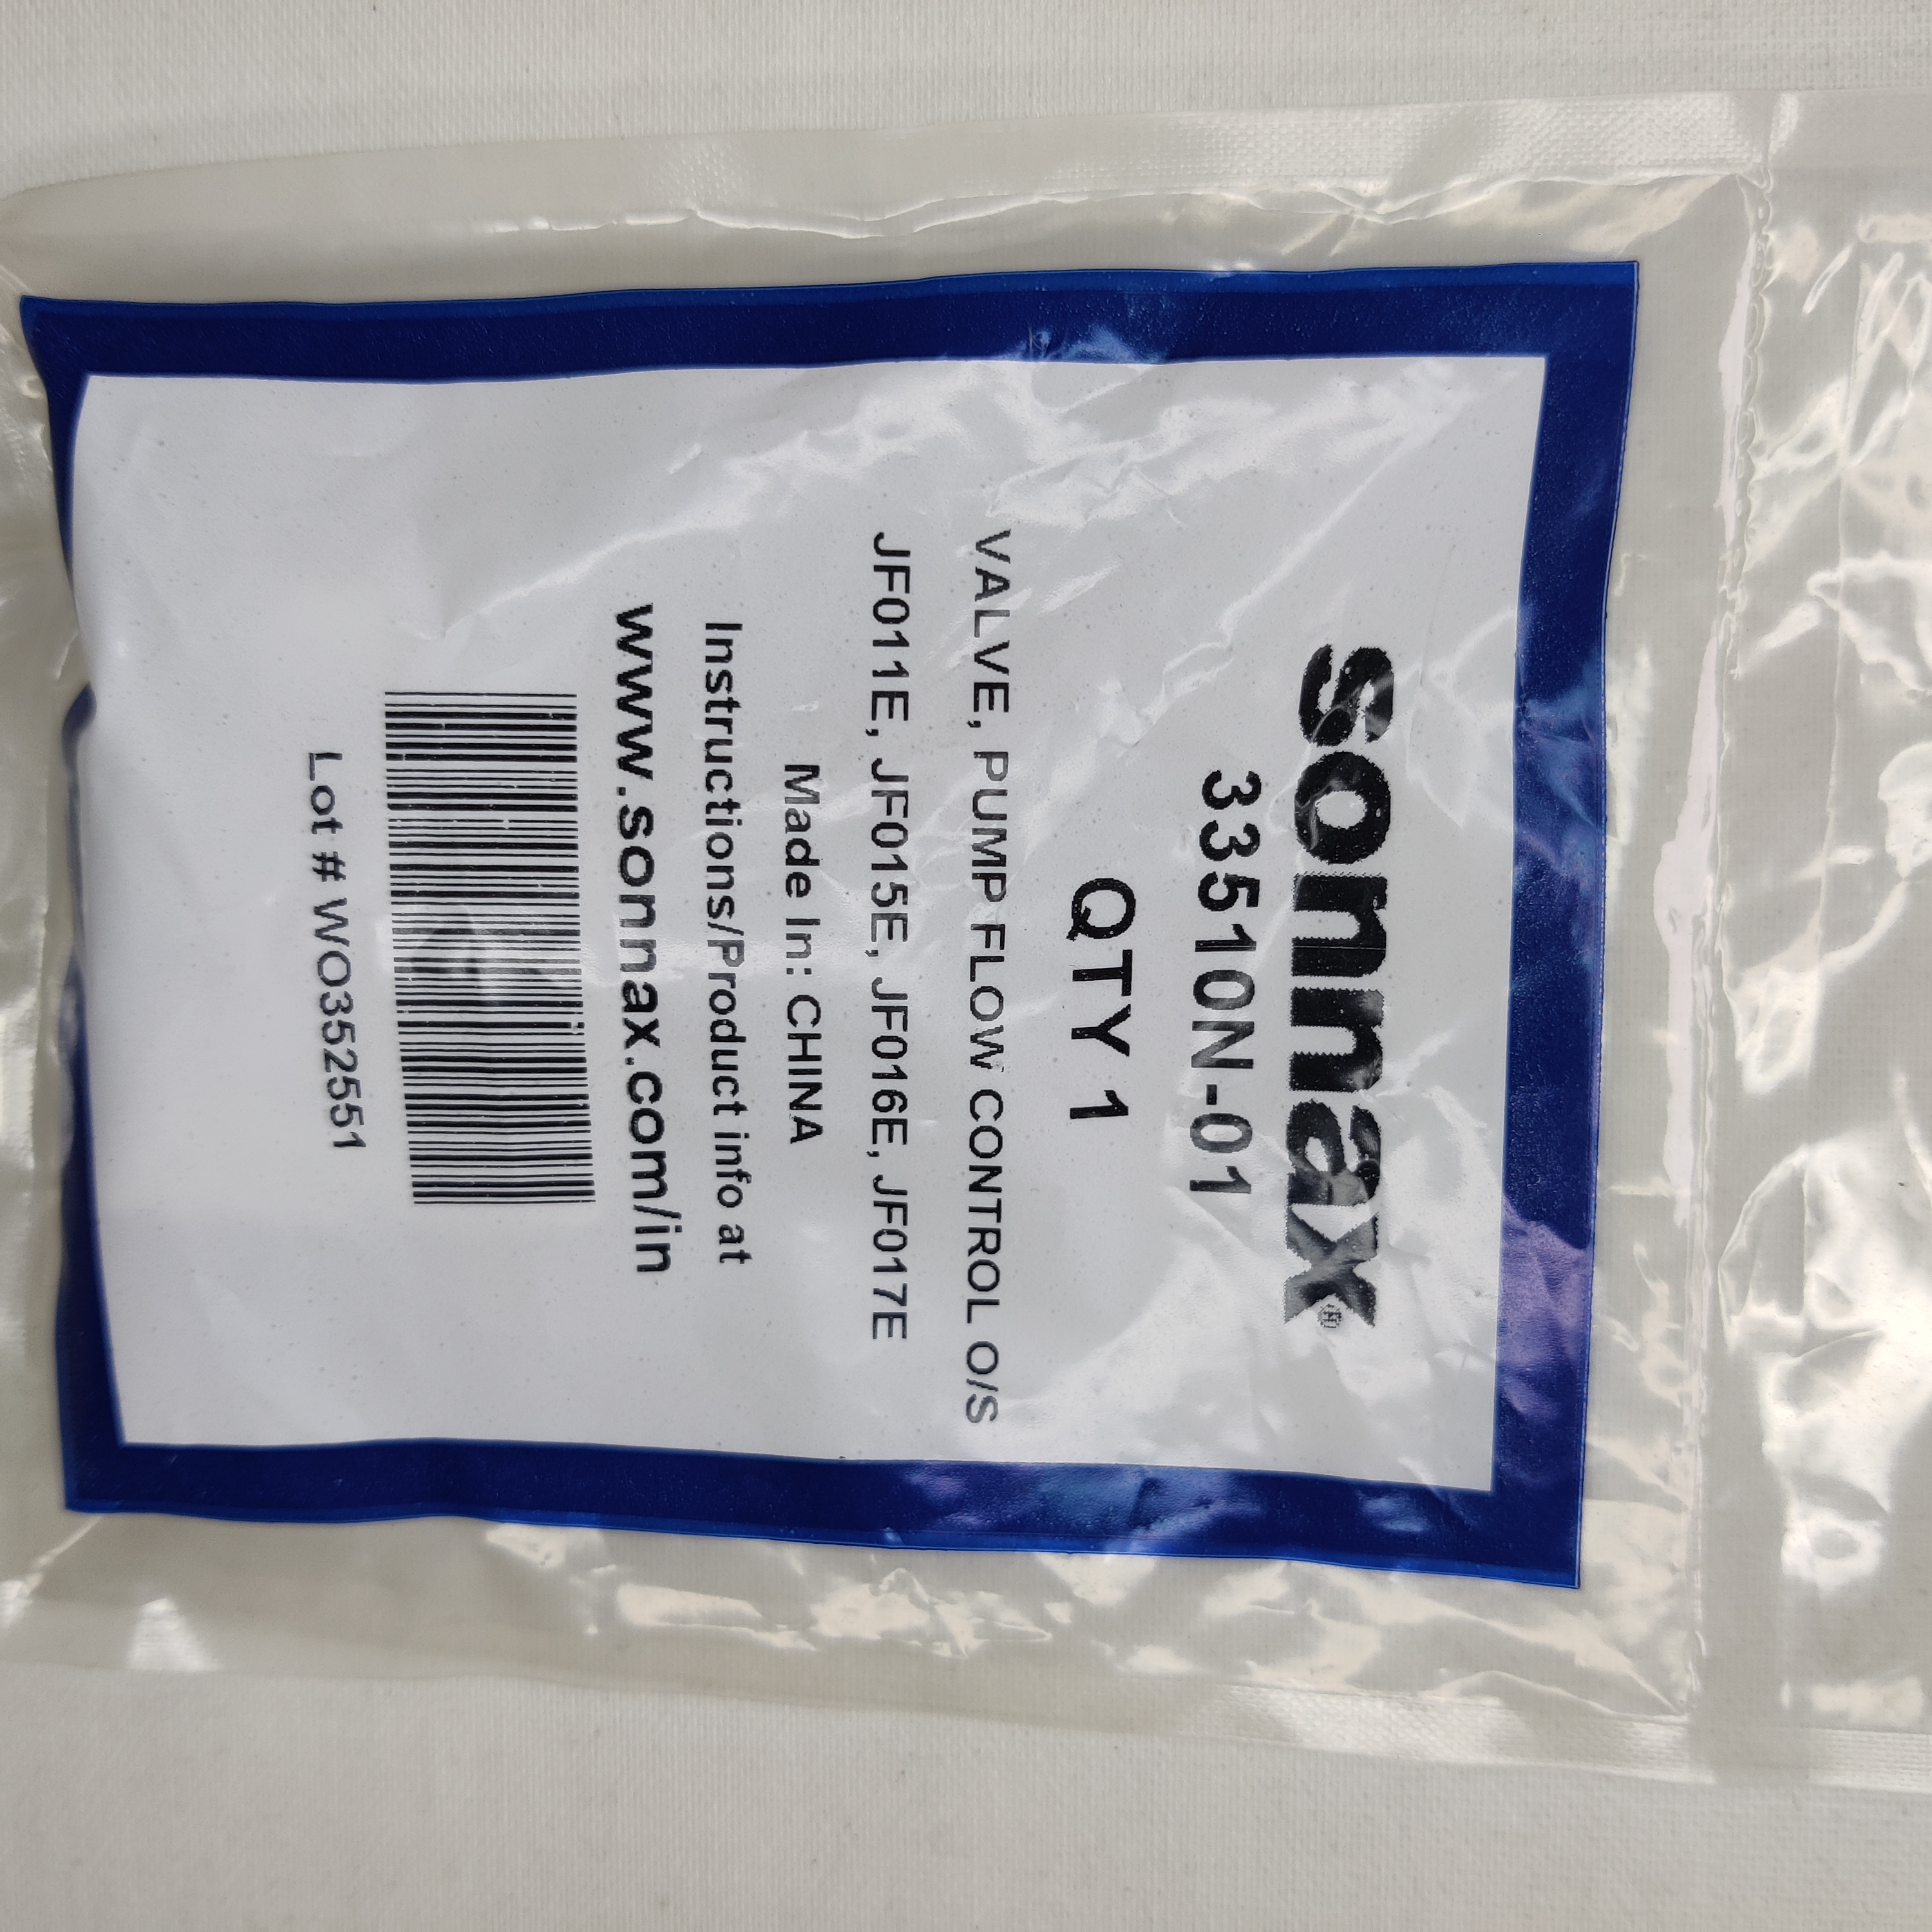 sonnax®
33510N-01
QTY 1
VALVE, PUMP FLOW CONTROL O/S
JF011E, JF015E, JF016E, JF017E
Made In: CHINA
Instructions/Product info at
www.sonnax.com/in
Lot # WO352551